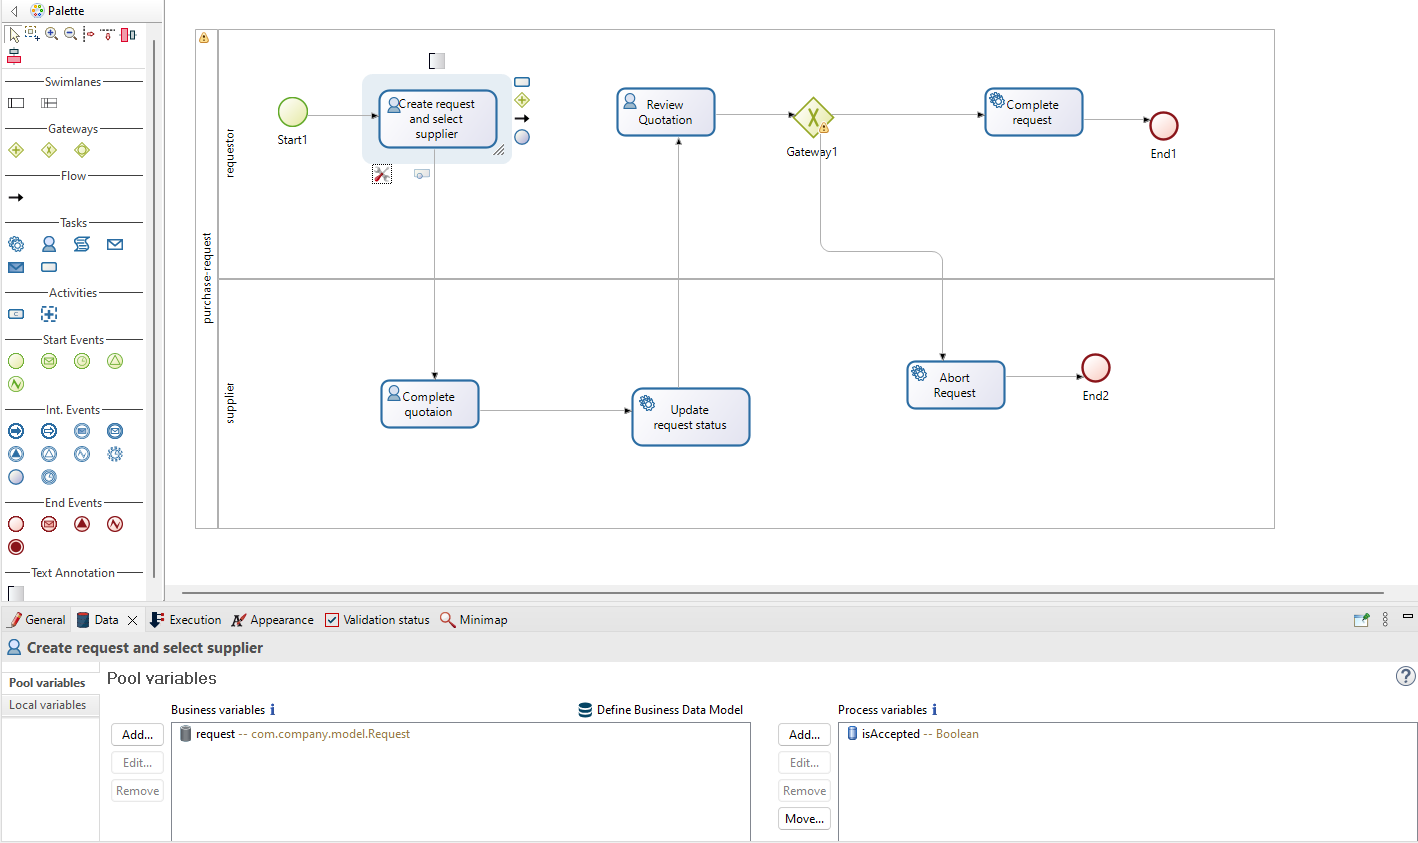 Palette
Swimlanes
Gateways
Flow
Tasks
Activities
Start Events
Int. Events
End Events
Text Annotation
purchase-request
requestor
Start1
Create request
and select
supplier
Review
Quotation
Gateway1
Complete
request
End1
supplier
Complete
quotaion
Update
request status
Abort
Request
End2
General
Data
Execution
Appearance
Validation status
Minimap
Create request and select supplier
Pool variables
Local variables
Pool variables
Business variables
Define Business Data Model
Add...
Edit...
Remove
request -- com.company.model.Request
Process variables
Add...
Edit...
Remove
Move...
isAccepted -- Boolean